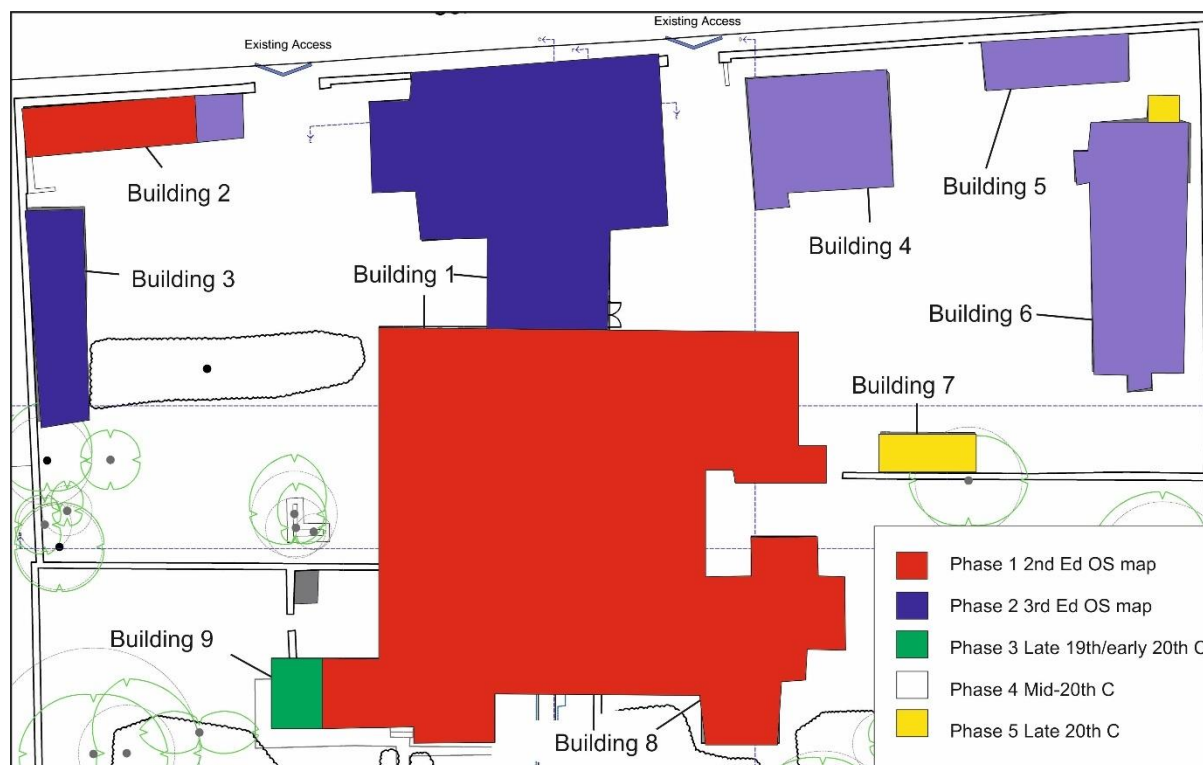 Existing Access
Existing Access
Building 2
Building 5
Building 4
Building 3
Building 1
Building 6
Building 7
Building 9
Building 8
Phase 1 2nd Ed OS map
Phase 2 3rd Ed OS map
Phase 3 Late 19th/early 20th C
Phase 4 Mid-20th C
Phase 5 Late 20th C